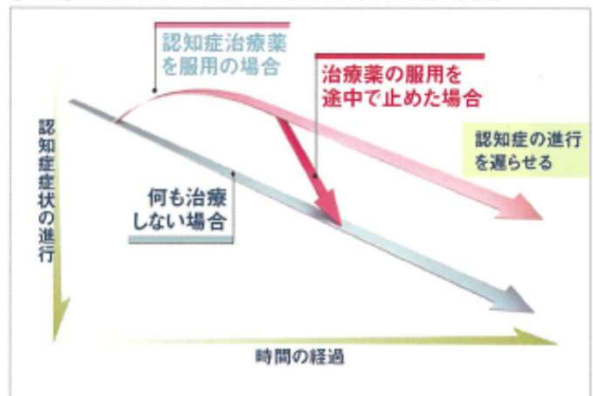 認知症治療薬
を服用の場合
治療薬の服用を
途中で止めた場合
認知症の進行
を遅らせる
認知症症状の進行
何も治療
しない場合
時間の経過